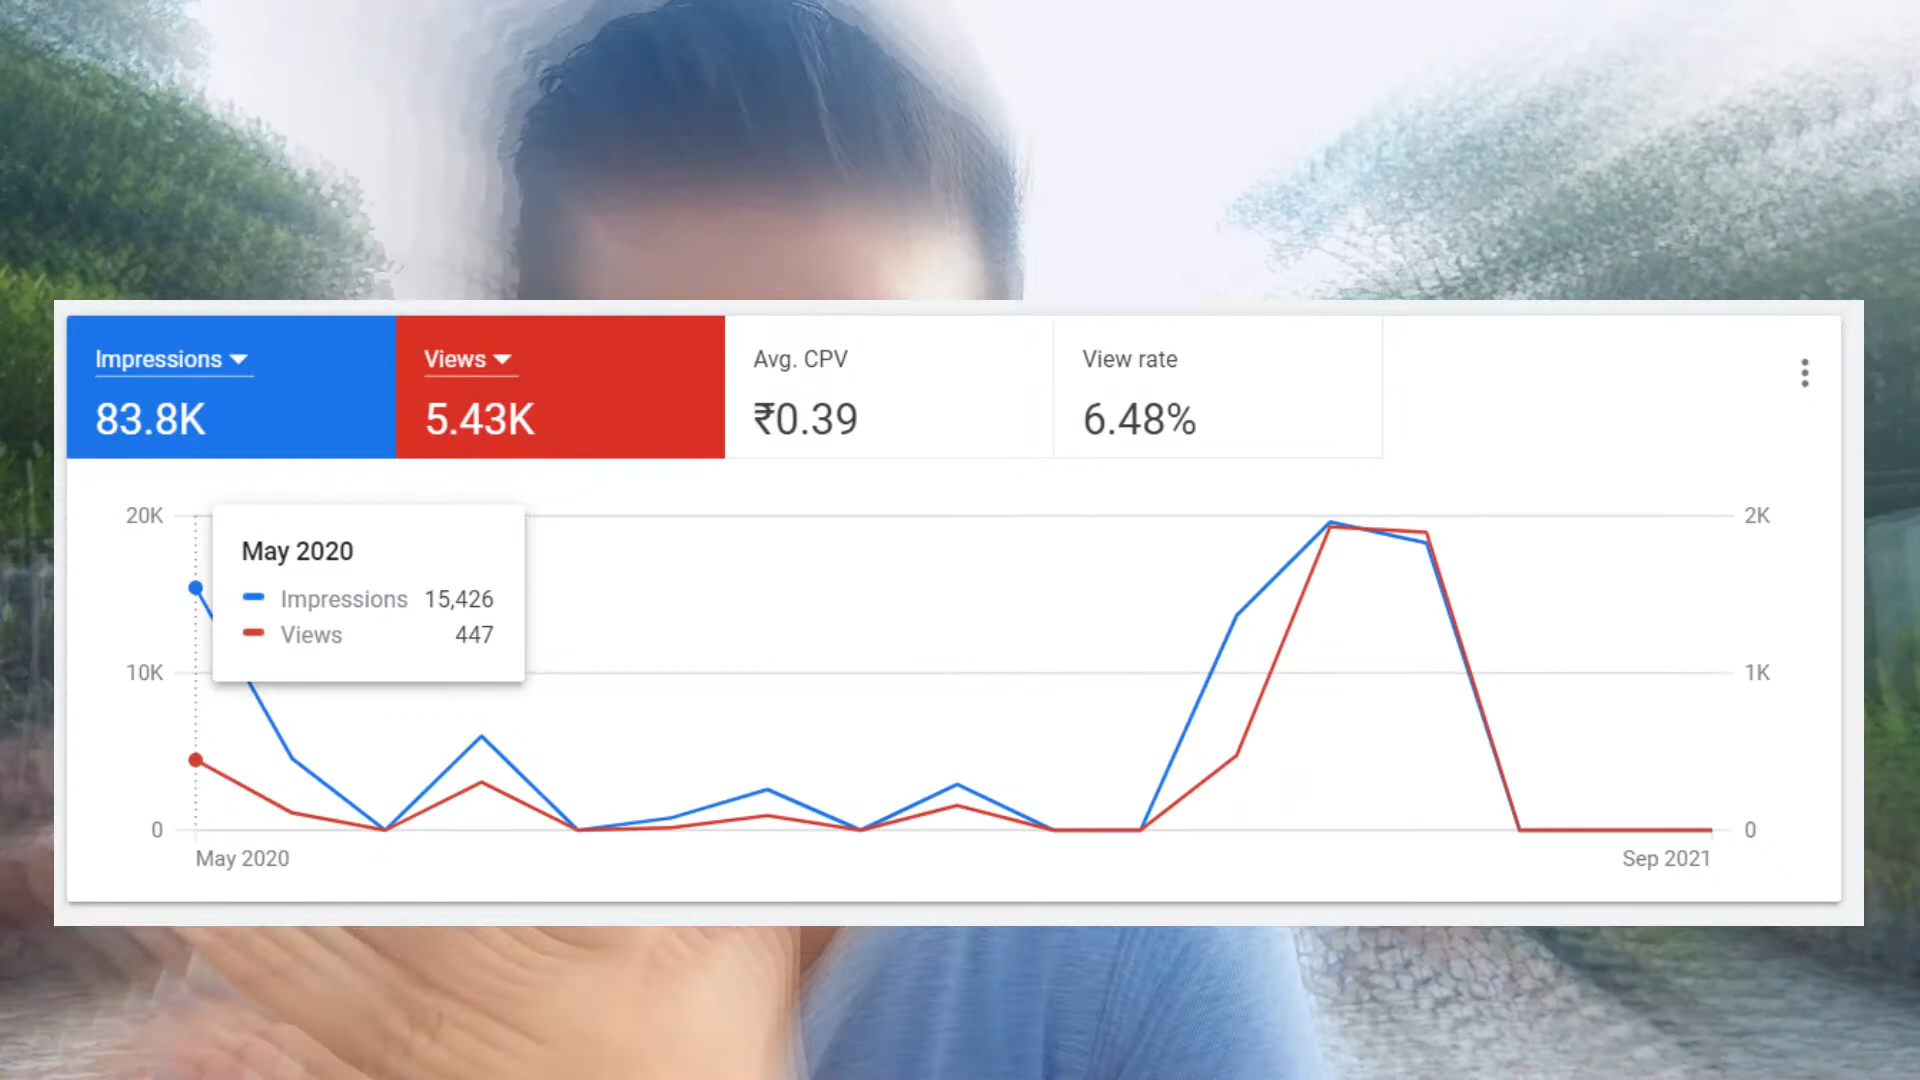 Impressions
Views
Avg. CPV
View rate
83.8K
5.43K
₹0.39
6.48%
20K
2K
May 2020
Impressions 15,426
Views 447
10K
1K
0
0
May 2020
Sep 2021